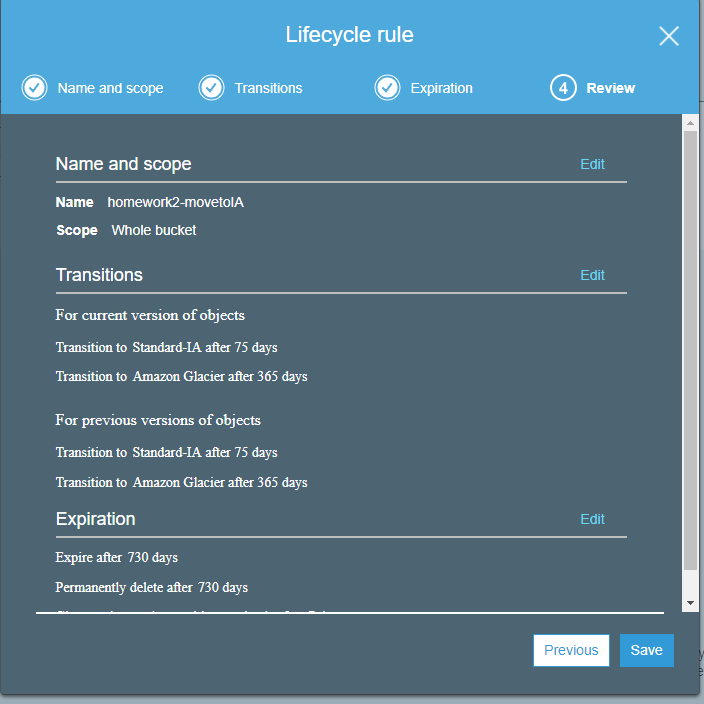 Lifecycle rule
Name and scope
Transitions
Expiration
4 Review
Name and scope Edit
Name homework2-movetoIA
Scope Whole bucket
Transitions Edit
For current version of objects
Transition to Standard-IA after 75 days
Transition to Amazon Glacier after 365 days
For previous versions of objects
Transition to Standard-IA after 75 days
Transition to Amazon Glacier after 365 days
Expiration Edit
Expire after 730 days
Permanently delete after 730 days
Previous Save